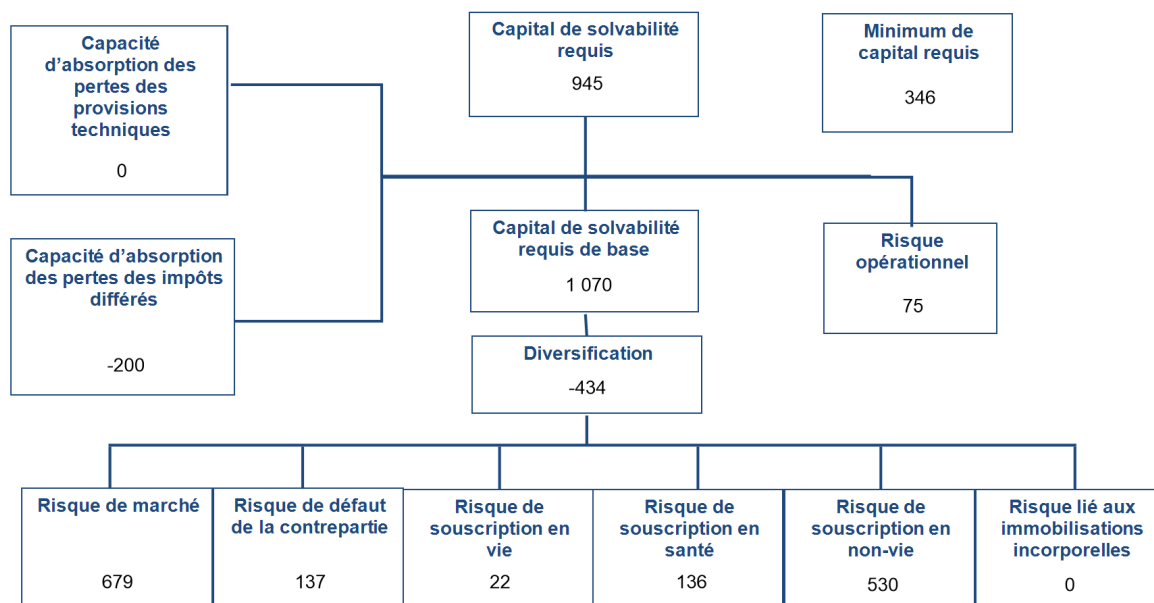 Capacité
d'absorption des
pertes des
provisions
techniques
0
Capital de solvabilité
requis
945
Minimum de
capital requis
346
Capacité d'absorption
des pertes des impôts
différés
-200
Capital de solvabilité
requis de base
1 070
Risque
opérationnel
75
Diversification
-434
Risque de marché
679
Risque de défaut
de la contrepartie
137
Risque de
souscription en
vie
22
Risque de
souscription en
santé
136
Risque de
souscription en
non-vie
530
Risque lié aux
immobilisations
incorporelles
0